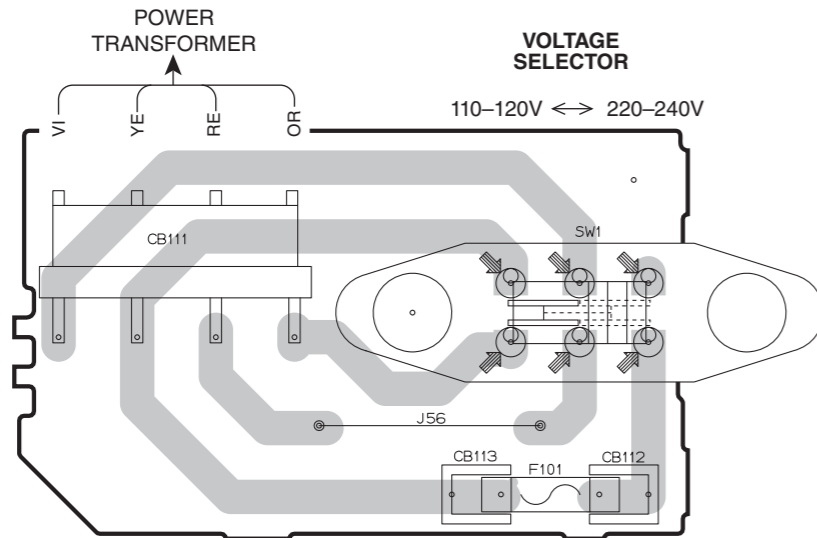 POWER
TRANSFORMER
VOLTAGE
SELECTOR
110–120V ↔ 220–240V
VI
YE
RE
OR
CB111
SW1
J56
CB113
F101
CB112